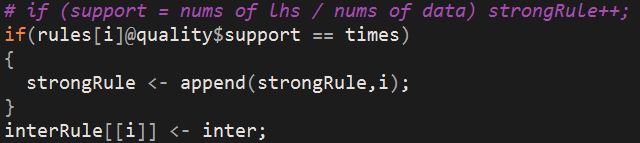 # if (support = nums of lhs / nums of data) strongRule++;
if(rules[i]@quality$support == times)
{
  strongRule <- append(strongRule,i);
}
interRule[[i]] <- inter;